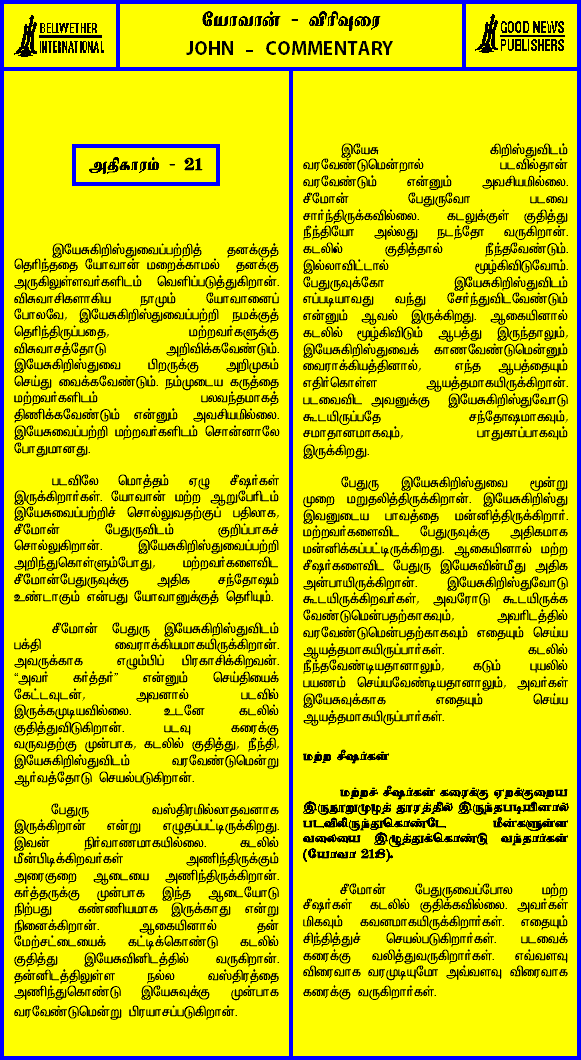 BELWETHER
INTERNATIONAL
யோவான் - விரிவுரை
JOHN - COMMENTARY
GOOD NEWS
PUBLISHERS
அதிகாரம் - 21
இயேசுகிறிஸ்துவைப்பற்றித் தனக்குத்
தெரிந்ததை யோவான் மறைக்காமல் தனக்கு
அருகிலுள்ளவர்களிடம் வெளிப்படுத்துகிறான்.
விசுவாசிகளாகிய நாமும் யோவானைப்
போலவே, இயேசுகிறிஸ்துவைப்பற்றி நமக்குத்
தெரிந்திருப்பதை, மற்றவர்களுக்கு
விசுவாசத்தோடு அறிவிக்கவேண்டும்.
இயேசுகிறிஸ்துவை பிறருக்கு அறிமுகம்
செய்து வைக்கவேண்டும். நம்முடைய கருத்தை
மற்றவர்களிடம் பலவந்தமாகத்
திணிக்கவேண்டும் என்னும் அவசியமில்லை.
இயேசுவைப்பற்றி மற்றவர்களிடம் சொன்னாலே
போதுமானது.
படவிலே மொத்தம் ஏழு சீஷர்கள்
இருக்கிறார்கள். யோவான் மற்ற ஆறுபேரிடம்
இயேசுவைப்பற்றிச் சொல்லுவதற்குப் பதிலாக,
சீமோன் பேதுருவிடம் குறிப்பாகச்
சொல்லுகிறான். இயேசுகிறிஸ்துவைப்பற்றி
அறிந்துகொள்ளும்போது, மற்றவர்களைவிட
சீமோன்பேதுருவுக்கு அதிக சந்தோஷம்
உண்டாகும் என்பது யோவானுக்குத் தெரியும்.
சீமோன் பேதுரு இயேசுகிறிஸ்துவிடம்
பக்தி வைராக்கியமாகயிருக்கிறான்.
அவருக்காக எழும்பிப் பிரகாசிக்கிறவன்.
“அவர் கர்த்தர்” என்னும் செய்தியைக்
கேட்டவுடன், அவனால் படவில்
இருக்கமுடியவில்லை. உடனே கடலில்
குதித்துவிடுகிறான். படவு கரைக்கு
வருவதற்கு முன்பாக, கடலில் குதித்து, நீந்தி,
இயேசுகிறிஸ்துவிடம் வரவேண்டுமென்று
ஆர்வத்தோடு செயல்படுகிறான்.
பேதுரு வஸ்திரமில்லாதவனாக
இருக்கிறான் என்று எழுதப்பட்டிருக்கிறது.
இவன் நிர்வாணமாகயில்லை. கடலில்
மீன்பிடிக்கிறவர்கள் அணிந்திருக்கும்
அரைகுறை ஆடையை அணிந்திருக்கிறான்.
கர்த்தருக்கு முன்பாக இந்த ஆடையோடு
நிற்பது கண்ணியமாக இருக்காது என்று
நினைக்கிறான். ஆகையினால் தன்
மேற்சட்டையைக் கட்டிக்கொண்டு கடலில்
குதித்து இயேசுவினிடத்தில் வருகிறான்.
தன்னிடத்திலுள்ள நல்ல வஸ்திரத்தை
அணிந்துகொண்டு இயேசுவுக்கு முன்பாக
வரவேண்டுமென்று பிரயாசப்படுகிறான்.
இயேசு கிறிஸ்துவிடம்
வரவேண்டுமென்றால் படவில்தான்
வரவேண்டும் என்னும் அவசியமில்லை.
சீமோன் பேதுருவோ படவை
சார்ந்திருக்கவில்லை. கடலுக்குள் குதித்து
நீந்தியோ அல்லது நடந்தோ வருகிறான்.
கடலில் குதித்தால் நீந்தவேண்டும்.
இல்லாவிட்டால் மூழ்கிவிடுவோம்.
பேதுருவுக்கோ இயேசுகிறிஸ்துவிடம்
எப்படியாவது வந்து சேர்ந்துவிடவேண்டும்
என்னும் ஆவல் இருக்கிறது. ஆகையினால்
கடலில் மூழ்கிவிடும் ஆபத்து இருந்தாலும்,
இயேசுகிறிஸ்துவைக் காணவேண்டுமென்னும்
வைராக்கியத்தினால், எந்த ஆபத்தையும்
எதிர்கொள்ள ஆயத்தமாகயிருக்கிறான்.
படவைவிட அவனுக்கு இயேசுகிறிஸ்துவோடு
கூடயிருப்பதே சந்தோஷமாகவும்,
சமாதானமாகவும், பாதுகாப்பாகவும்
இருக்கிறது.
பேதுரு இயேசுகிறிஸ்துவை மூன்று
முறை மறுதலித்திருக்கிறான். இயேசுகிறிஸ்து
இவனுடைய பாவத்தை மன்னித்திருக்கிறார்.
மற்றவர்களைவிட பேதுருவுக்கு அதிகமாக
மன்னிக்கப்பட்டிருக்கிறது. ஆகையினால் மற்ற
சீஷர்களைவிட பேதுரு இயேசுவின்மீது அதிக
அன்பாயிருக்கிறான். இயேசுகிறிஸ்துவோடு
கூடயிருக்கிறவர்கள், அவரோடு கூடயிருக்க
வேண்டுமென்பதற்காகவும், அவரிடத்தில்
வரவேண்டுமென்பதற்காகவும் எதையும் செய்ய
ஆயத்தமாகயிருப்பார்கள். கடலில்
நீந்தவேண்டியதானாலும், கடும் புயலில்
பயணம் செய்யவேண்டியதானாலும், அவர்கள்
இயேசுவுக்காக எதையும் செய்ய
ஆயத்தமாகயிருப்பார்கள்.
மற்ற சீஷர்கள்
மற்றச் சீஷர்கள் கரைக்கு ஏறக்குறைய
இருநூறுமுழத் தூரத்தில் இருந்தபடியினால்
படவிலிருந்துகொண்டே மீன்களுள்ள
வலையை இழுத்துக்கொண்டு வந்தார்கள்
(யோவா 21:8).
சீமோன் பேதுருவைப்போல மற்ற
சீஷர்கள் கடலில் குதிக்கவில்லை. அவர்கள்
மிகவும் கவனமாகயிருக்கிறார்கள். எதையும்
சிந்தித்துச் செயல்படுகிறார்கள். படவைக்
கரைக்கு வலித்துவருகிறார்கள். எவ்வளவு
விரைவாக வரமுடியுமோ அவ்வளவு விரைவாக
கரைக்கு வருகிறார்கள்.